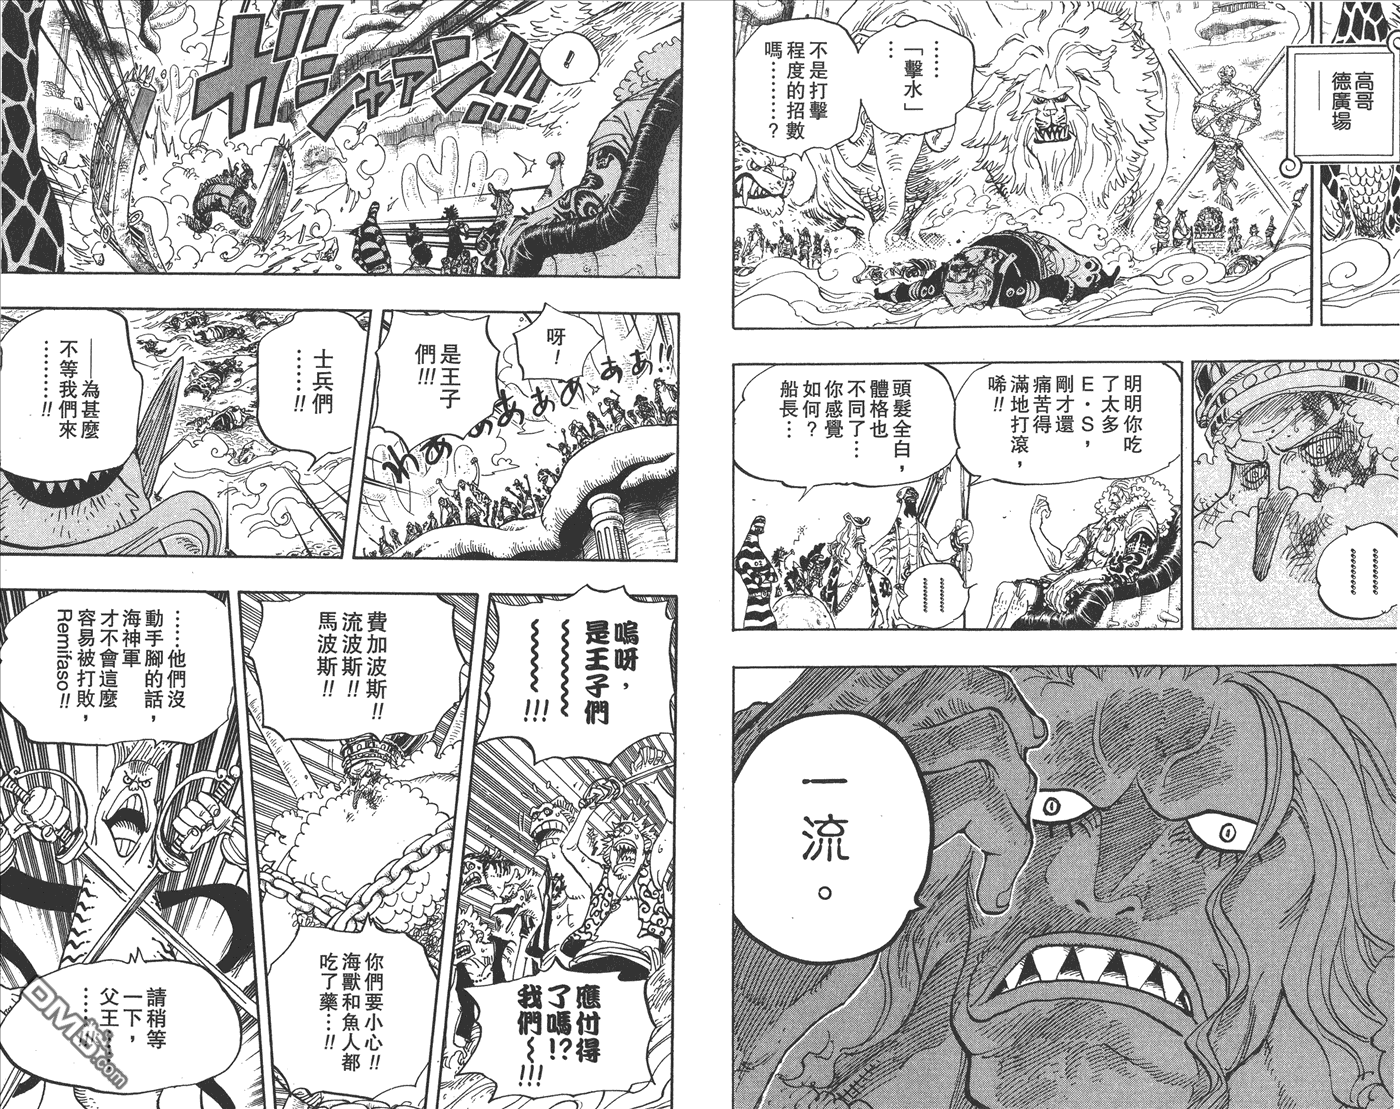 高哥
德廣場
——
……
「擊水」
…
不是打擊
程度的招數
嗎………?
…………
明明你吃
了太多
E・S，
剛才還
痛苦得
滿地打滾，
唏!!
頭髮全白，
體格也
不同了…
你感覺
如何？
船長…
…………
一流。
!
ガシャアン!!!
呀!
是王子
們!!!
わああああああ!!
士兵們
……!!
——為甚麼
不等我們來
………!!
嗚呀，
是王子們
~~~~~
~~~!!!
應付得
了嗎!?
我們~!!!
費加波斯!!
流波斯!!
馬波斯!!
你們要小心!!
海獸和魚人都
吃了藥…!!
……他們沒
動手腳的話，
海神軍
才不會這麼
容易被打敗，
Remifaso!!
請稍等
一下，
父王…
……!!
DM5.com